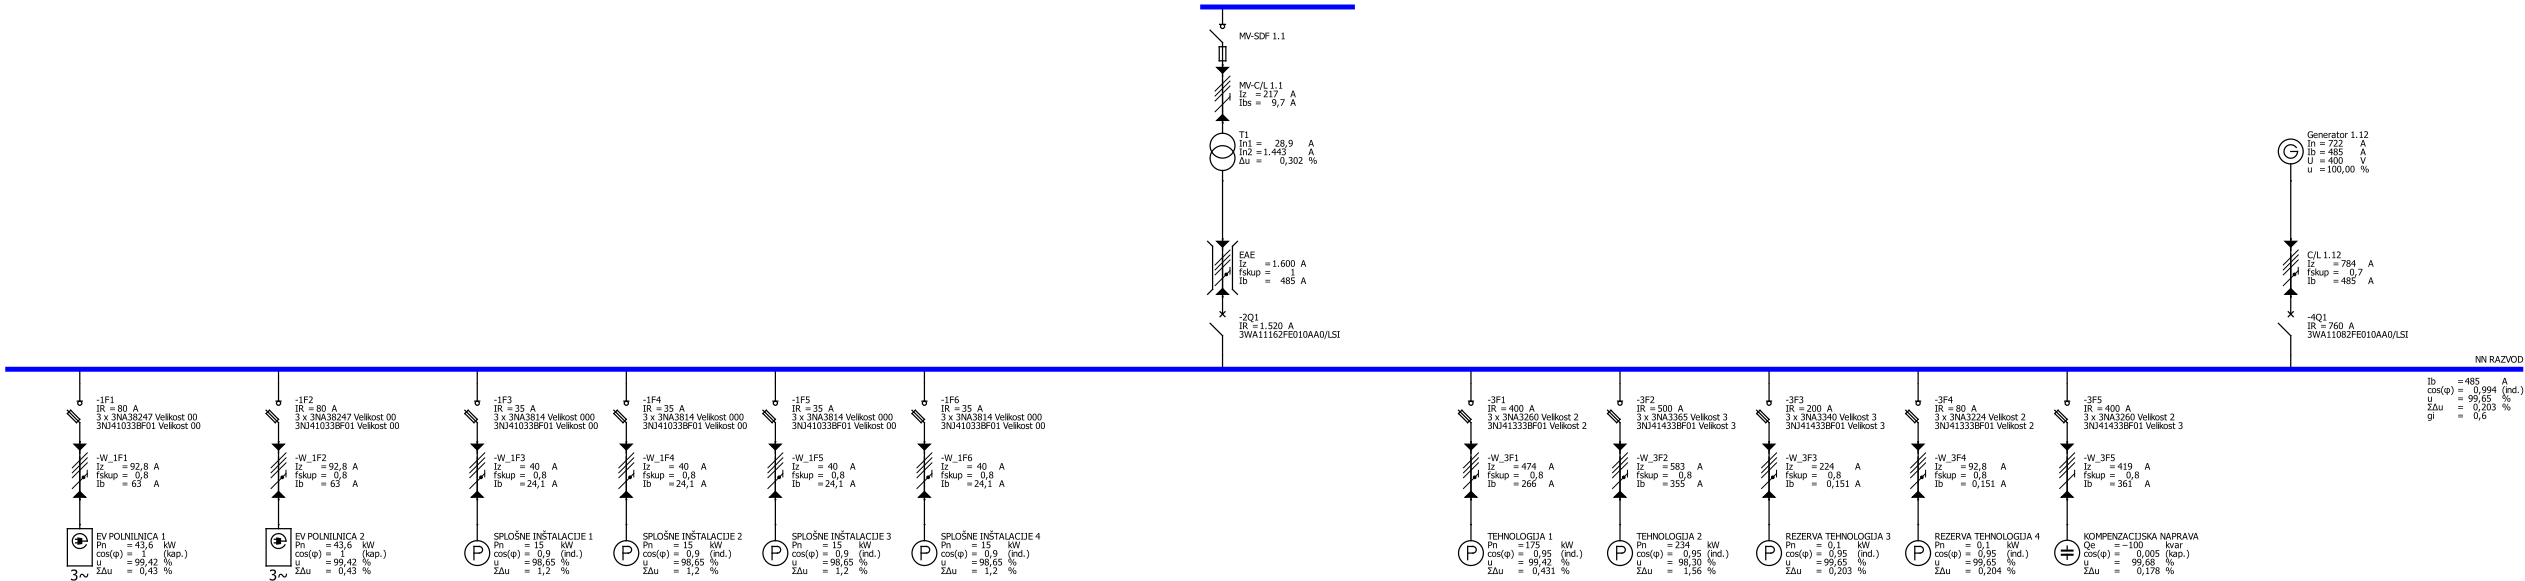 MV-SDF 1.1
MV-C/L 1.1
Iz = 217 A
Ibs = 9,7 A
T1
In1 = 28,9 A
In2 = 1.443 A
Δu = 0,302 %
Generator 1.12
In = 722 A
Ib = 485 A
U = 400 V
u = 100,00 %
G
EAE
Iz = 1.600 A
fskup = 1
Ib = 485 A
C/L 1.12
Iz = 784 A
fskup = 0,7
Ib = 485 A
-2Q1
IR = 1.520 A
3WA11162FE010AA0/LSI
-4Q1
IR = 760 A
3WA11082FE010AA0/LSI
NN RAZVOD
Ib = 485 A
cos(φ) = 0,994 (ind.)
u = 99,65 %
ΣΔu = 0,203 %
gi = 0,6
-1F1
IR = 80 A
3 x 3NA38247 Velikost 00
3NJ41033BF01 Velikost 00
-W_1F1
Iz = 92,8 A
fskup = 0,8
Ib = 63 A
EV POLNILNICA 1
Pn = 43,6 kW
cos(φ) = 1 (kap.)
u = 99,42 %
ΣΔu = 0,43 %
3~
-1F2
IR = 80 A
3 x 3NA38247 Velikost 00
3NJ41033BF01 Velikost 00
-W_1F2
Iz = 92,8 A
fskup = 0,8
Ib = 63 A
EV POLNILNICA 2
Pn = 43,6 kW
cos(φ) = 1 (kap.)
u = 99,42 %
ΣΔu = 0,43 %
3~
-1F3
IR = 35 A
3 x 3NA3814 Velikost 000
3NJ41033BF01 Velikost 00
-W_1F3
Iz = 40 A
fskup = 0,8
Ib = 24,1 A
P
SPLOŠNE INŠTALACIJE 1
Pn = 15 kW
cos(φ) = 0,9 (ind.)
u = 98,65 %
ΣΔu = 1,2 %
-1F4
IR = 35 A
3 x 3NA3814 Velikost 000
3NJ41033BF01 Velikost 00
-W_1F4
Iz = 40 A
fskup = 0,8
Ib = 24,1 A
P
SPLOŠNE INŠTALACIJE 2
Pn = 15 kW
cos(φ) = 0,9 (ind.)
u = 98,65 %
ΣΔu = 1,2 %
-1F5
IR = 35 A
3 x 3NA3814 Velikost 000
3NJ41033BF01 Velikost 00
-W_1F5
Iz = 40 A
fskup = 0,8
Ib = 24,1 A
P
SPLOŠNE INŠTALACIJE 3
Pn = 15 kW
cos(φ) = 0,9 (ind.)
u = 98,65 %
ΣΔu = 1,2 %
-1F6
IR = 35 A
3 x 3NA3814 Velikost 000
3NJ41033BF01 Velikost 00
-W_1F6
Iz = 40 A
fskup = 0,8
Ib = 24,1 A
P
SPLOŠNE INŠTALACIJE 4
Pn = 15 kW
cos(φ) = 0,9 (ind.)
u = 98,65 %
ΣΔu = 1,2 %
-3F1
IR = 400 A
3 x 3NA3260 Velikost 2
3NJ41333BF01 Velikost 2
-W_3F1
Iz = 474 A
fskup = 0,8
Ib = 266 A
P
TEHNOLOGIJA 1
Pn = 175 kW
cos(φ) = 0,95 (ind.)
u = 99,42 %
ΣΔu = 0,431 %
-3F2
IR = 500 A
3 x 3NA3365 Velikost 3
3NJ41433BF01 Velikost 3
-W_3F2
Iz = 583 A
fskup = 0,8
Ib = 355 A
P
TEHNOLOGIJA 2
Pn = 234 kW
cos(φ) = 0,95 (ind.)
u = 98,30 %
ΣΔu = 1,56 %
-3F3
IR = 200 A
3 x 3NA3340 Velikost 3
3NJ41433BF01 Velikost 3
-W_3F3
Iz = 224 A
fskup = 0,8
Ib = 0,151 A
P
REZERVA TEHNOLOGIJA 3
Pn = 0,1 kW
cos(φ) = 0,95 (ind.)
u = 99,65 %
ΣΔu = 0,203 %
-3F4
IR = 80 A
3 x 3NA3224 Velikost 2
3NJ41333BF01 Velikost 2
-W_3F4
Iz = 92,8 A
fskup = 0,8
Ib = 0,151 A
P
REZERVA TEHNOLOGIJA 4
Pn = 0,1 kW
cos(φ) = 0,95 (ind.)
u = 99,65 %
ΣΔu = 0,204 %
-3F5
IR = 400 A
3 x 3NA3260 Velikost 2
3NJ41433BF01 Velikost 3
-W_3F5
Iz = 419 A
fskup = 0,8
Ib = 361 A
KOMPENZACIJSKA NAPRAVA
Qe = -100 kvar
cos(φ) = 0,005 (kap.)
u = 99,68 %
ΣΔu = 0,178 %